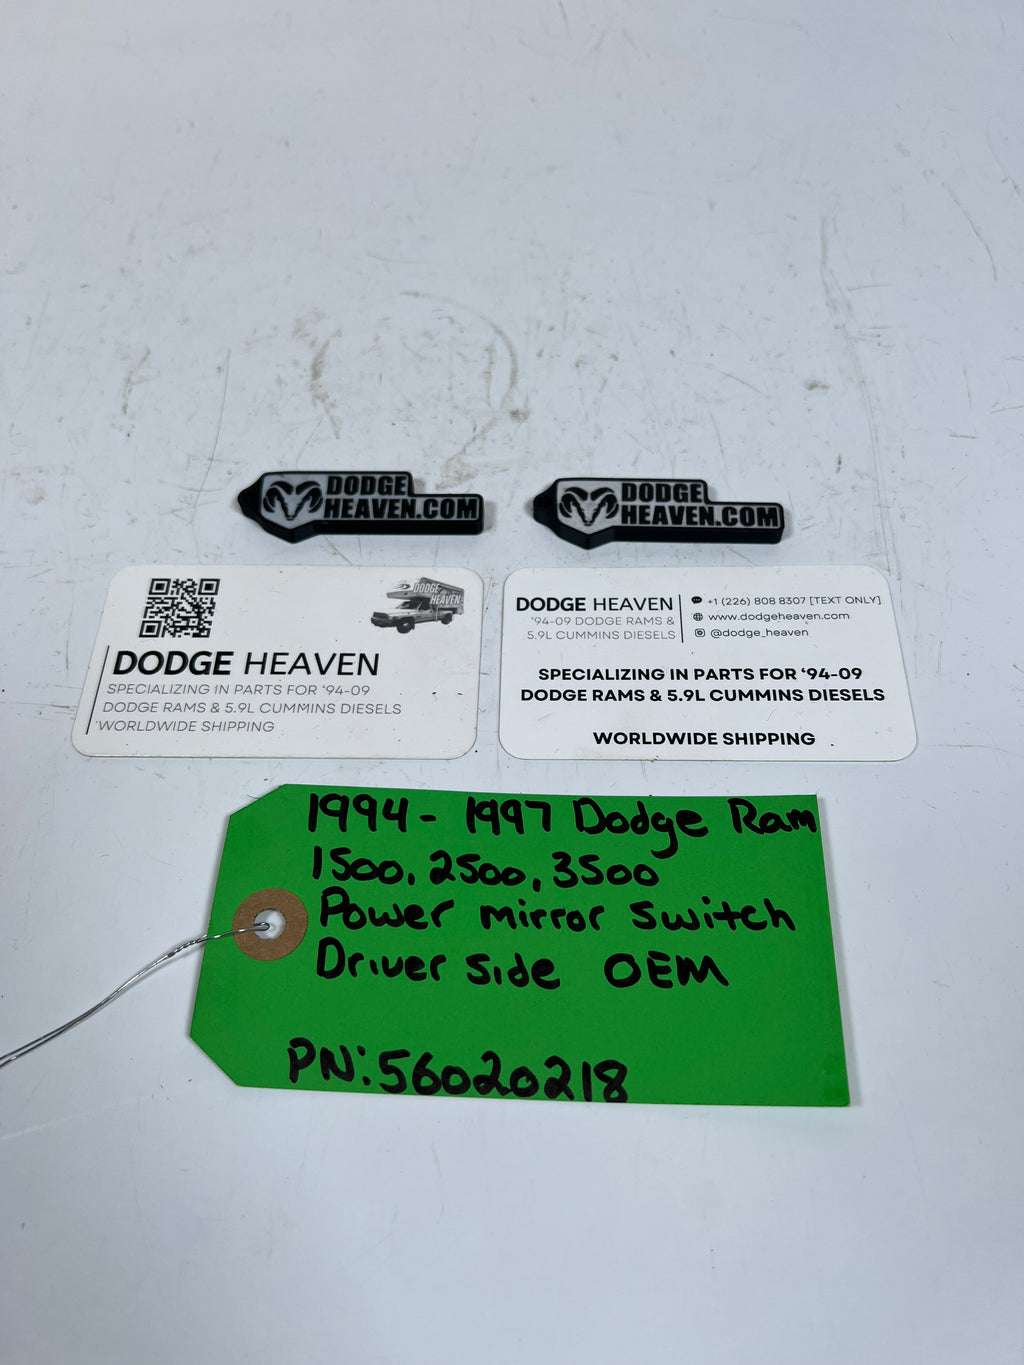 DODGE
HEAVEN.COM
DODGE
HEAVEN.COM
DODGE
HEAVEN
DODGE HEAVEN
SPECIALIZING IN PARTS FOR '94-09
DODGE RAMS & 5.9L CUMMINS DIESELS
WORLDWIDE SHIPPING
DODGE HEAVEN
'94-09 DODGE RAMS &
5.9L CUMMINS DIESELS
+1 (226) 808 8307 [TEXT ONLY]
www.dodgeheaven.com
@dodge_heaven
SPECIALIZING IN PARTS FOR '94-09
DODGE RAMS & 5.9L CUMMINS DIESELS
WORLDWIDE SHIPPING
1994-1997 Dodge Ram
1500, 2500, 3500
Power mirror switch
Driver side OEM
PN:56020218